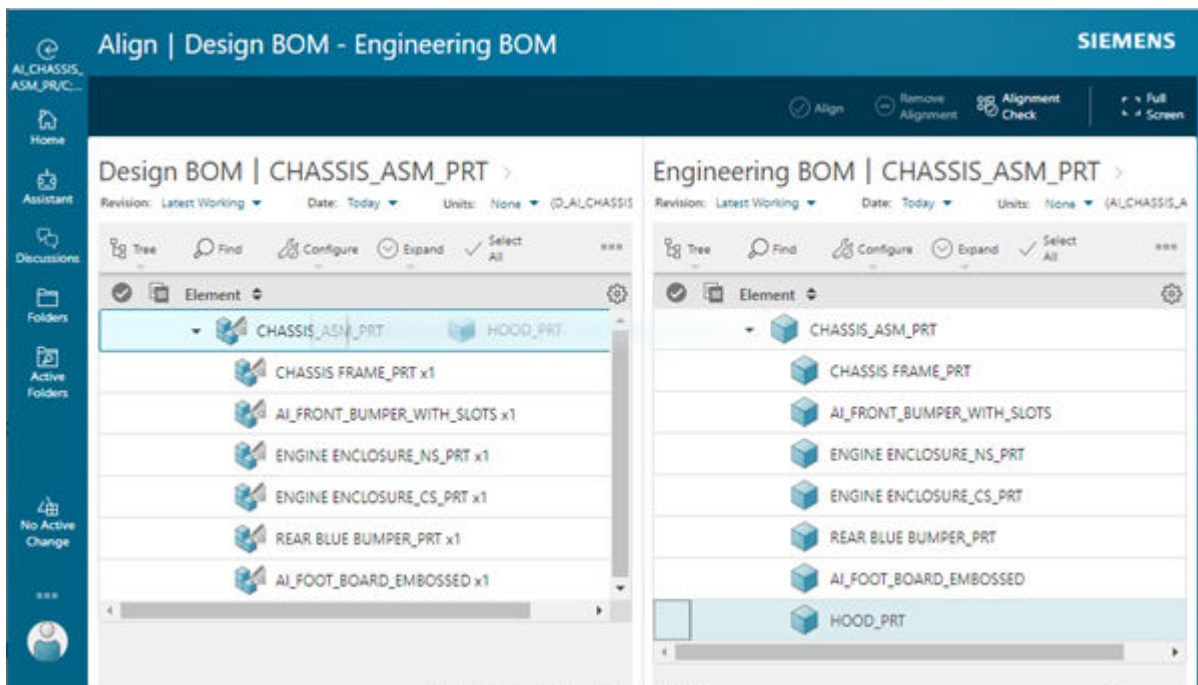 AI_CHASSIS_
ASM_PR/C:...
Home
Assistant
Discussions
Folders
Active
Folders
No Active
Change
Align | Design BOM - Engineering BOM
SIEMENS
Align
Remove
Alignment
Alignment
Check
Full
Screen
Design BOM | CHASSIS_ASM_PRT >
Revision: Latest Working Date: Today Units: None (D_AI_CHASSIS
Tree Find Configure Expand Select
All
Element
CHASSIS_ASM_PRT HOOD_PRT
CHASSIS FRAME_PRT x1
AI_FRONT_BUMPER_WITH_SLOTS x1
ENGINE ENCLOSURE_NS_PRT x1
ENGINE ENCLOSURE_CS_PRT x1
REAR BLUE BUMPER_PRT x1
AI_FOOT_BOARD_EMBOSSED x1
Engineering BOM | CHASSIS_ASM_PRT >
Revision: Latest Working Date: Today Units: None (AI_CHASSIS_A
Tree Find Configure Expand Select
All
Element
CHASSIS_ASM_PRT
CHASSIS FRAME_PRT
AI_FRONT_BUMPER_WITH_SLOTS
ENGINE ENCLOSURE_NS_PRT
ENGINE ENCLOSURE_CS_PRT
REAR BLUE BUMPER_PRT
AI_FOOT_BOARD_EMBOSSED
HOOD_PRT